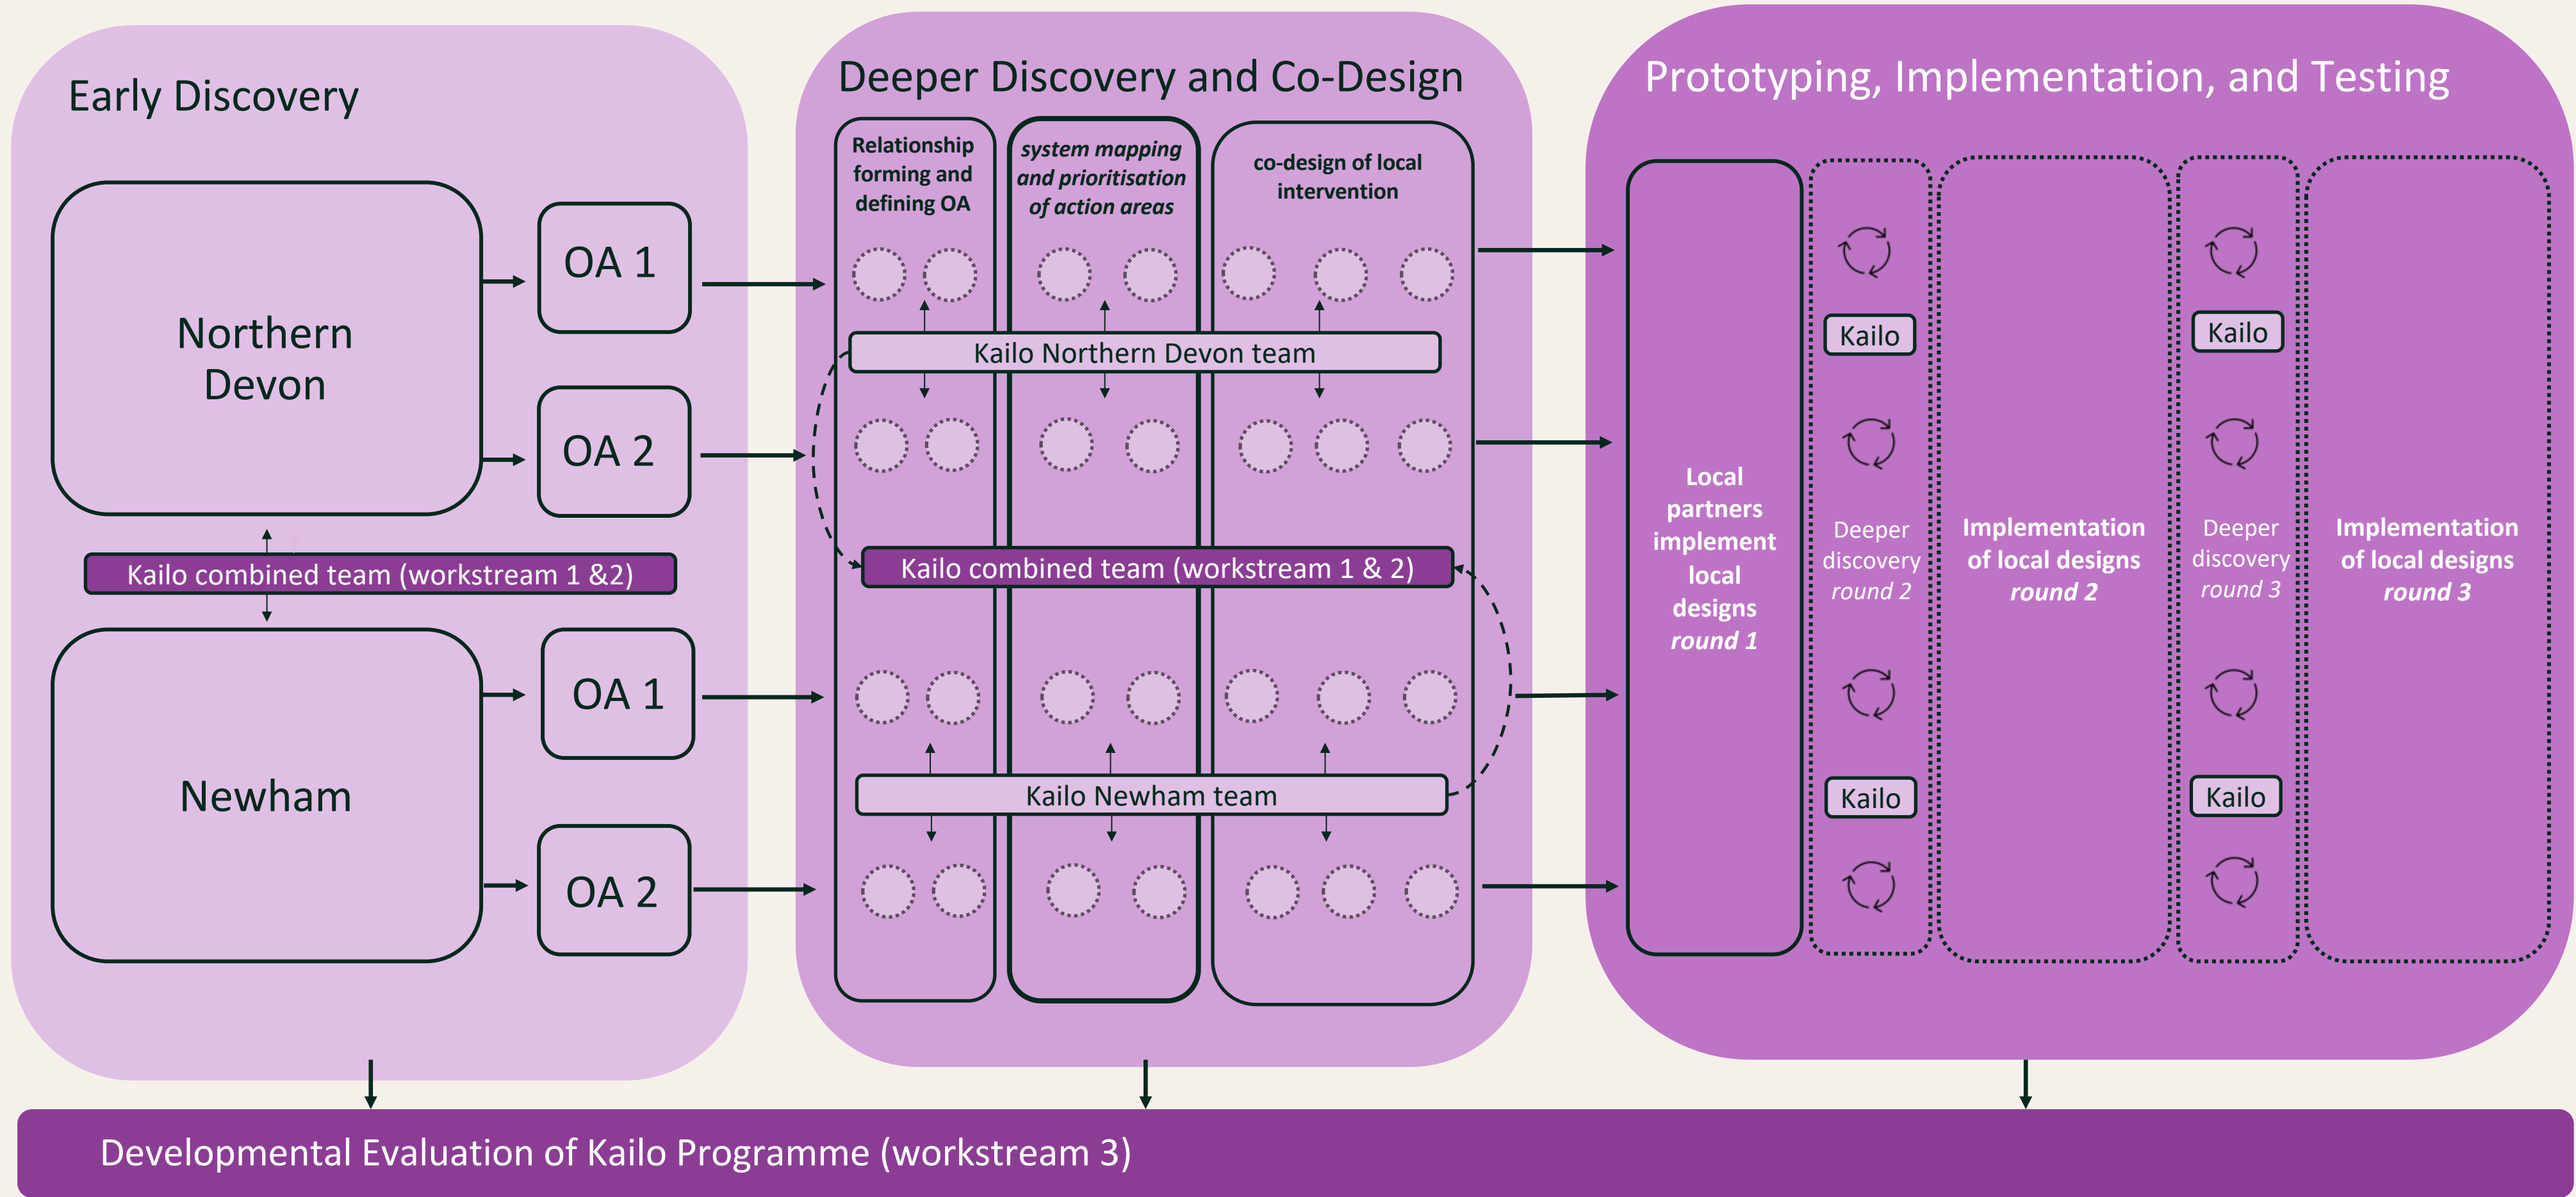 Early Discovery
Northern
Devon
OA 1
OA 2
Kailo combined team (workstream 1 &2)
Newham
OA 1
OA 2
Deeper Discovery and Co-Design
Relationship
forming and
defining OA
system mapping
and prioritisation
of action areas
co-design of local
intervention
Kailo Northern Devon team
Kailo combined team (workstream 1 & 2)
Kailo Newham team
Prototyping, Implementation, and Testing
Local
partners
implement
local
designs
round 1
Kailo
Deeper
discovery
round 2
Kailo
Implementation
of local designs
round 2
Kailo
Deeper
discovery
round 3
Kailo
Implementation
of local designs
round 3
Developmental Evaluation of Kailo Programme (workstream 3)